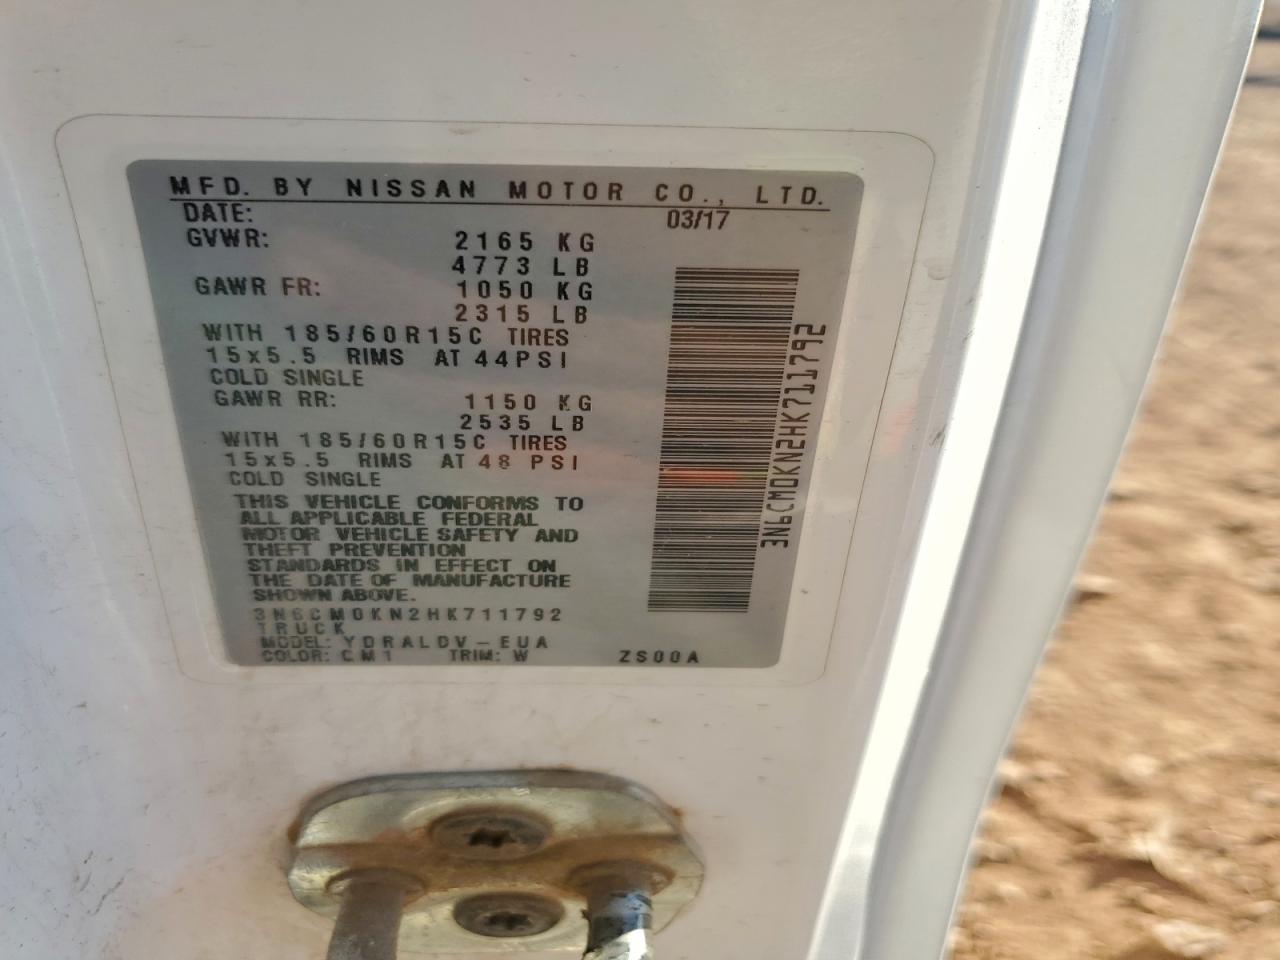 MFD. BY NISSAN MOTOR CO., LTD.
DATE: 03/17
GVWR: 2165 KG
4773 LB
GAWR FR: 1050 KG
2315 LB
WITH 185/60R15C TIRES
15x5.5 RIMS AT 44PSI
COLD SINGLE
GAWR RR: 1150 KG
2535 LB
WITH 185/60R15C TIRES
15x5.5 RIMS AT 48 PSI
COLD SINGLE
THIS VEHICLE CONFORMS TO
ALL APPLICABLE FEDERAL
MOTOR VEHICLE SAFETY AND
THEFT PREVENTION
STANDARDS IN EFFECT ON
THE DATE OF MANUFACTURE
SHOWN ABOVE.
3N6CM0KN2HK711792
TRUCK
MODEL: YDRALDV-EUA
COLOR: CM1 TRIM: W ZS00A
3N6CM0KN2HK711792